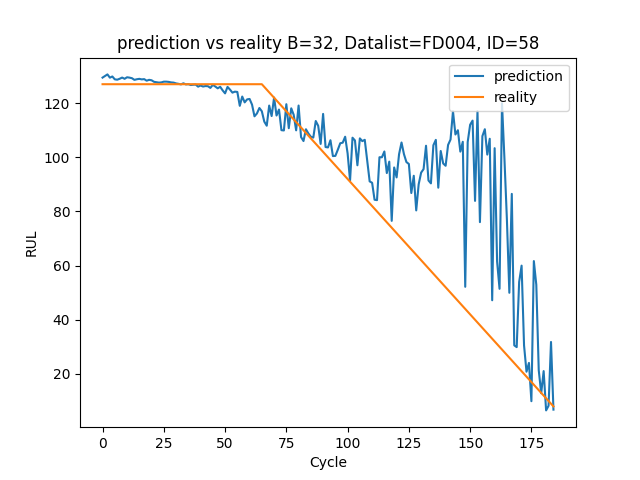 prediction vs reality B=32, Datalist=FD004, ID=58
prediction
reality
RUL
120
100
80
60
40
20
0 25 50 75 100 125 150 175
Cycle